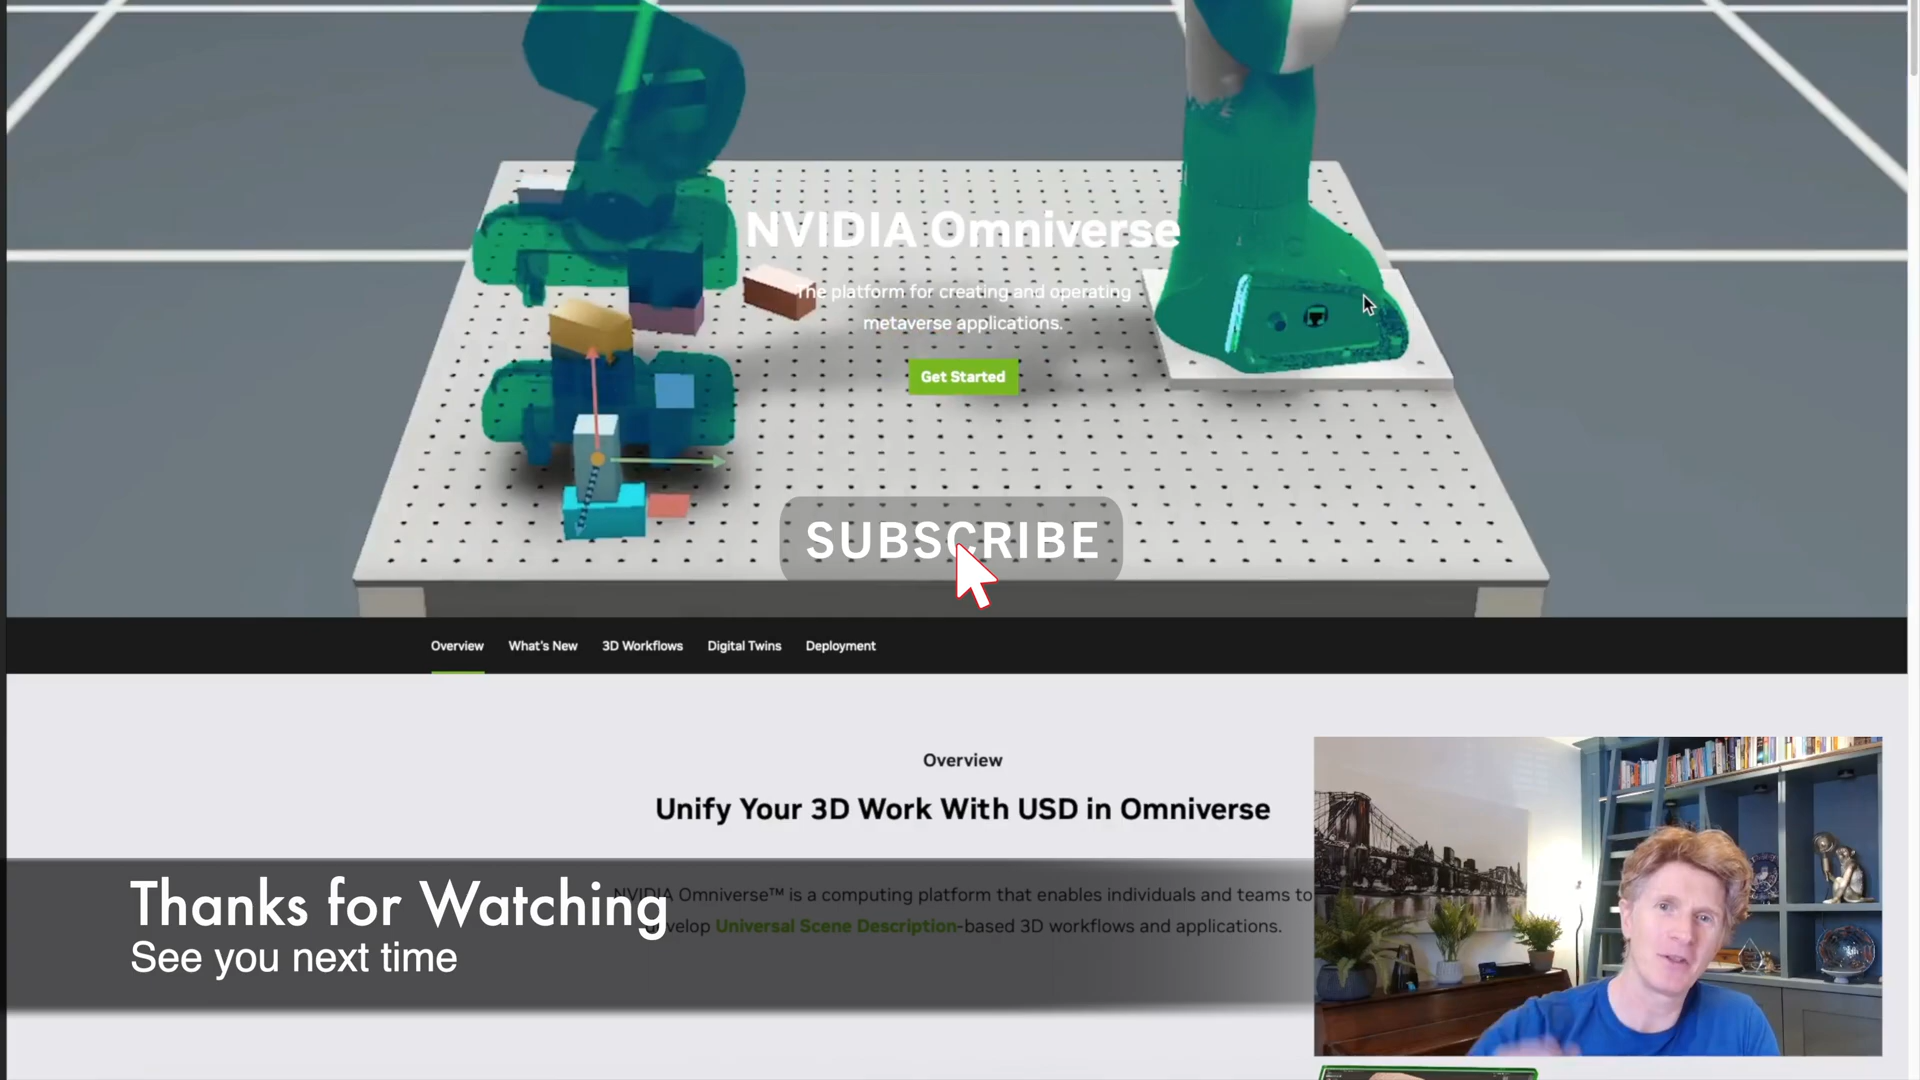 NVIDIA Omniverse
The platform for creating and operating
metaverse applications.
Get Started
SUBSCRIBE
Overview What's New 3D Workflows Digital Twins Deployment
Overview
Unify Your 3D Work With USD in Omniverse
NVIDIA Omniverse™ is a computing platform that enables individuals and teams to
Universal Scene Description-based 3D workflows and applications.
Thanks for Watching
See you next time